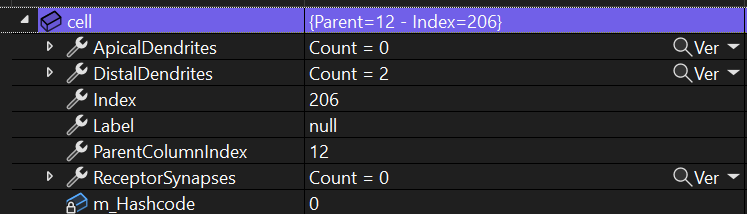 cell {Parent=12 - Index=206}
ApicalDendrites Count = 0 Ver
DistalDendrites Count = 2 Ver
Index 206
Label null
ParentColumnIndex 12
ReceptorSynapses Count = 0 Ver
m_Hashcode 0